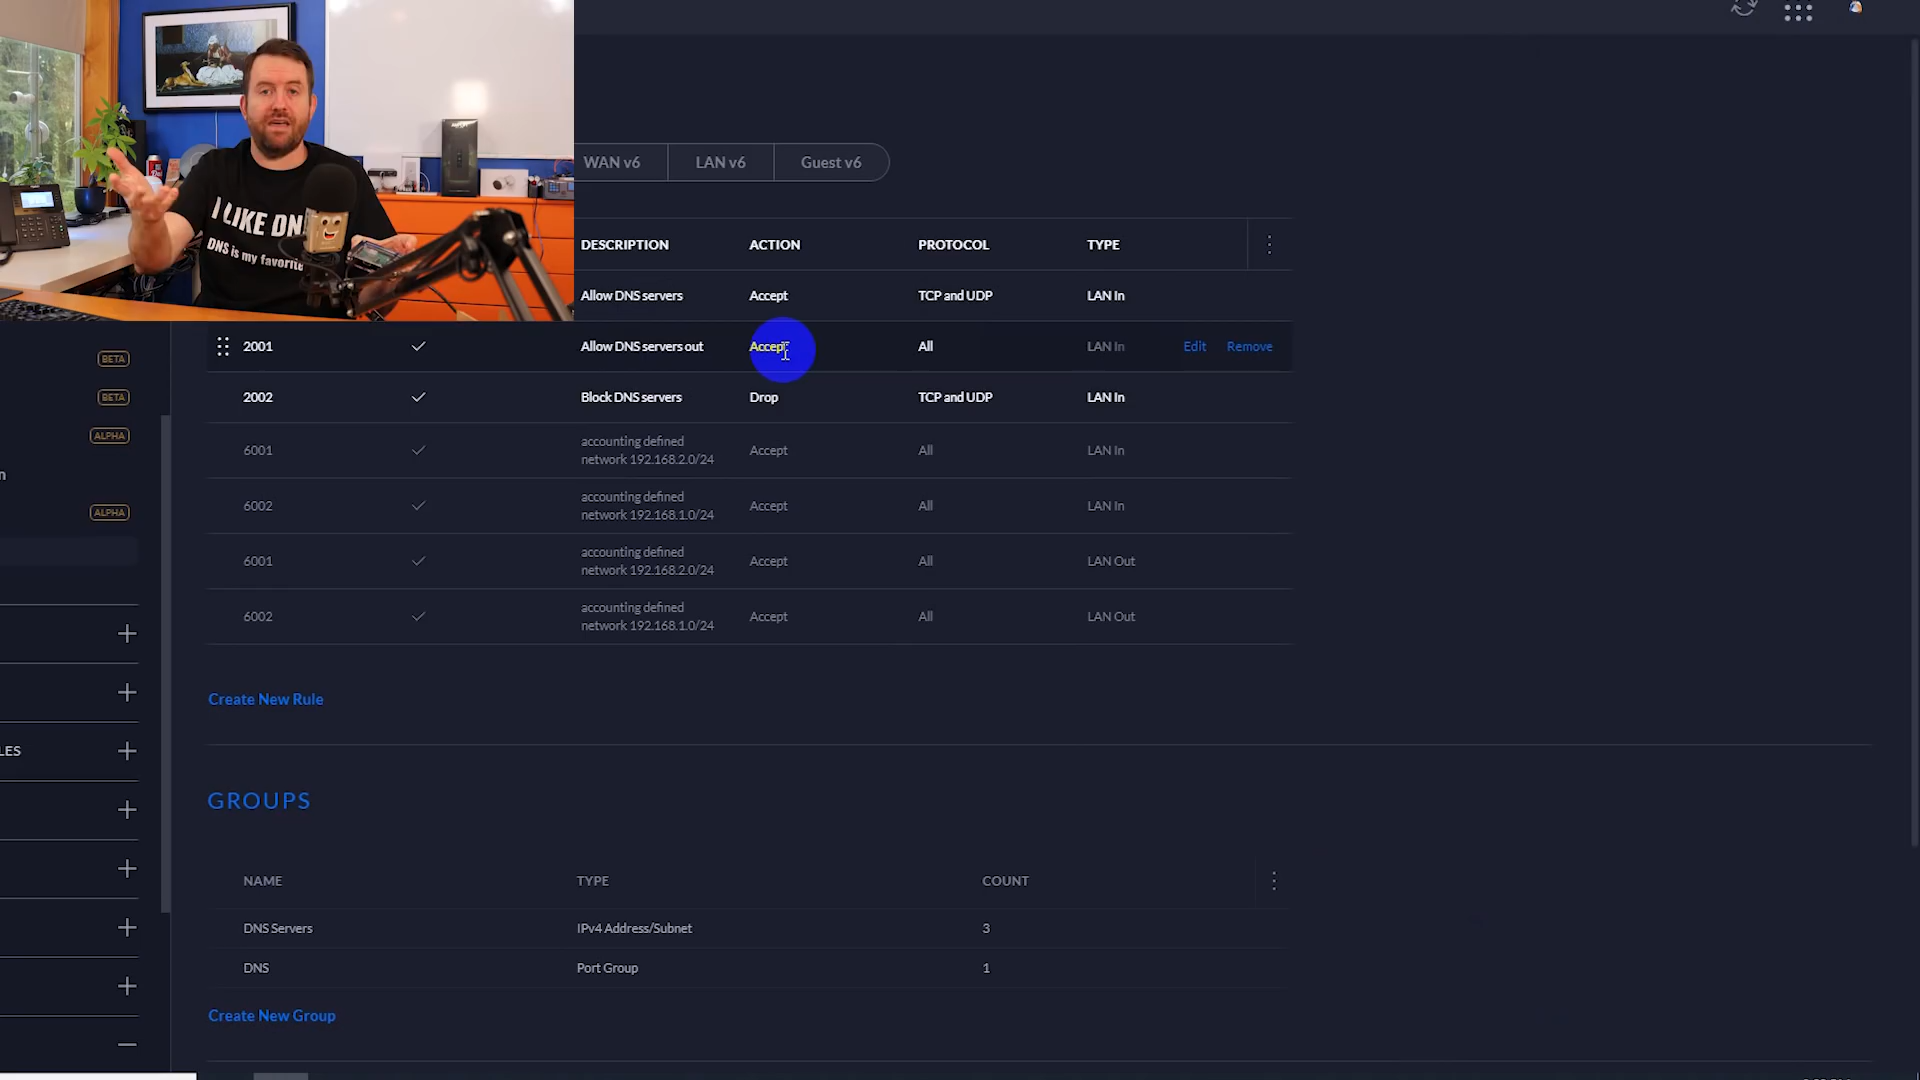 I LIKE DN
DNS is my favorite
WAN v6
LAN v6
Guest v6
DESCRIPTION
ACTION
PROTOCOL
TYPE
Allow DNS servers
Accept
TCP and UDP
LAN In
BETA
2001
Allow DNS servers out
Accept
All
LAN In
Edit
Remove
BETA
2002
Block DNS servers
Drop
TCP and UDP
LAN In
ALPHA
6001
accounting defined
network 192.168.2.0/24
Accept
All
LAN In
n
ALPHA
6002
accounting defined
network 192.168.1.0/24
Accept
All
LAN In
6001
accounting defined
network 192.168.2.0/24
Accept
All
LAN Out
6002
accounting defined
network 192.168.1.0/24
Accept
All
LAN Out
Create New Rule
LES
GROUPS
NAME
TYPE
COUNT
DNS Servers
IPv4 Address/Subnet
3
DNS
Port Group
1
Create New Group